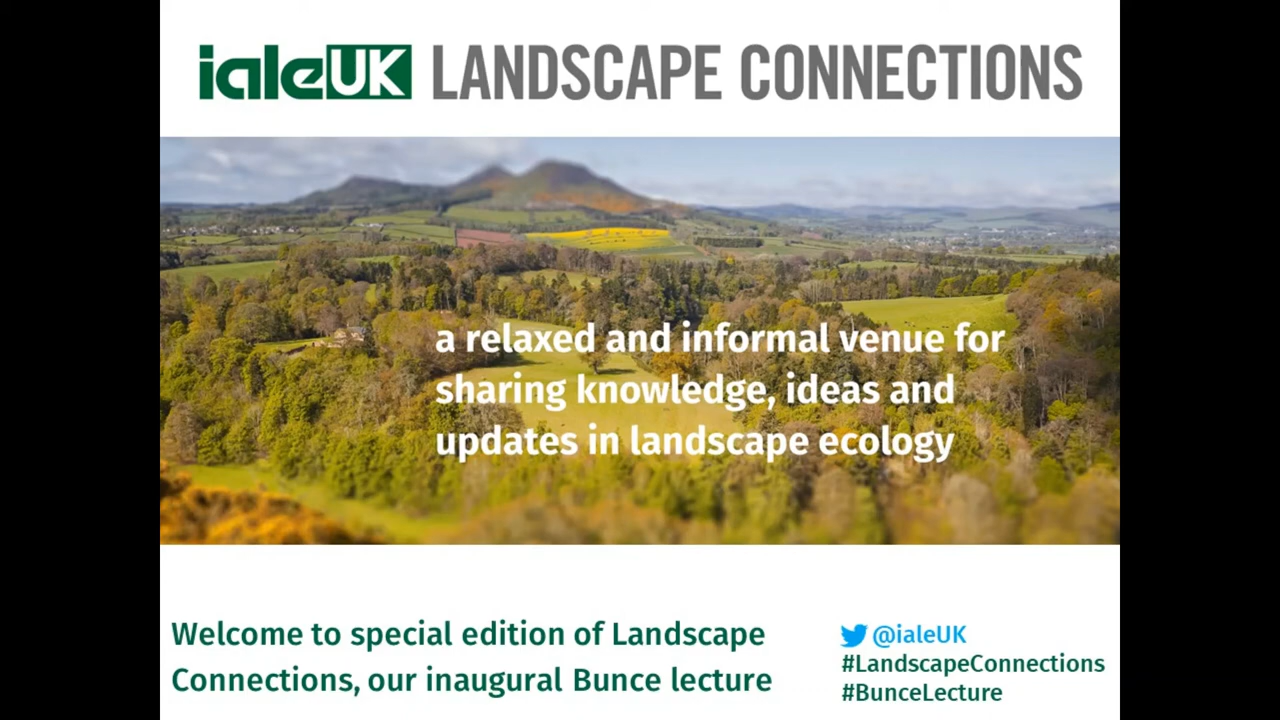 ialeUK LANDSCAPE CONNECTIONS
a relaxed and informal venue for
sharing knowledge, ideas and
updates in landscape ecology
Welcome to special edition of Landscape
Connections, our inaugural Bunce lecture
@ialeUK
#LandscapeConnections
#BunceLecture